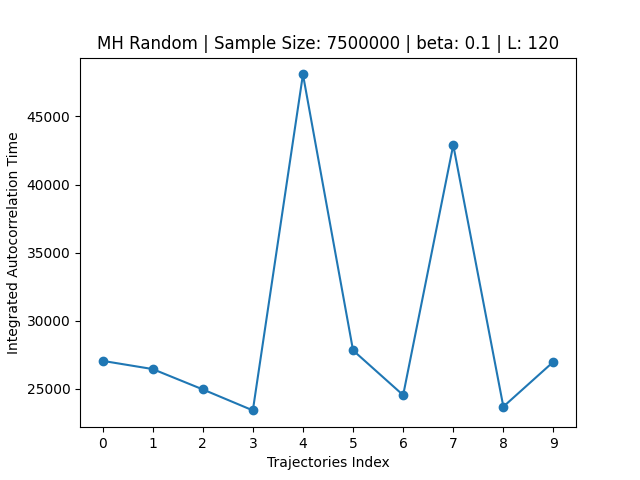 MH Random | Sample Size: 7500000 | beta: 0.1 | L: 120
Integrated Autocorrelation Time
45000
40000
35000
30000
25000
0 1 2 3 4 5 6 7 8 9
Trajectories Index